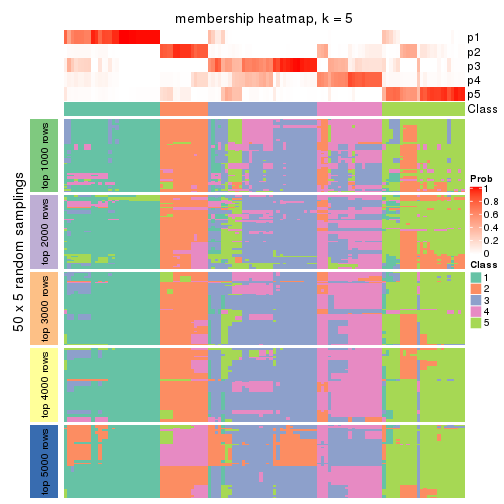 membership heatmap, k = 5
p1
p2
p3
p4
p5
Class
50 x 5 random samplings
top 1000 rows
top 2000 rows
top 3000 rows
top 4000 rows
top 5000 rows
Prob
1
0.8
0.6
0.4
0.2
0
Class
1
2
3
4
5